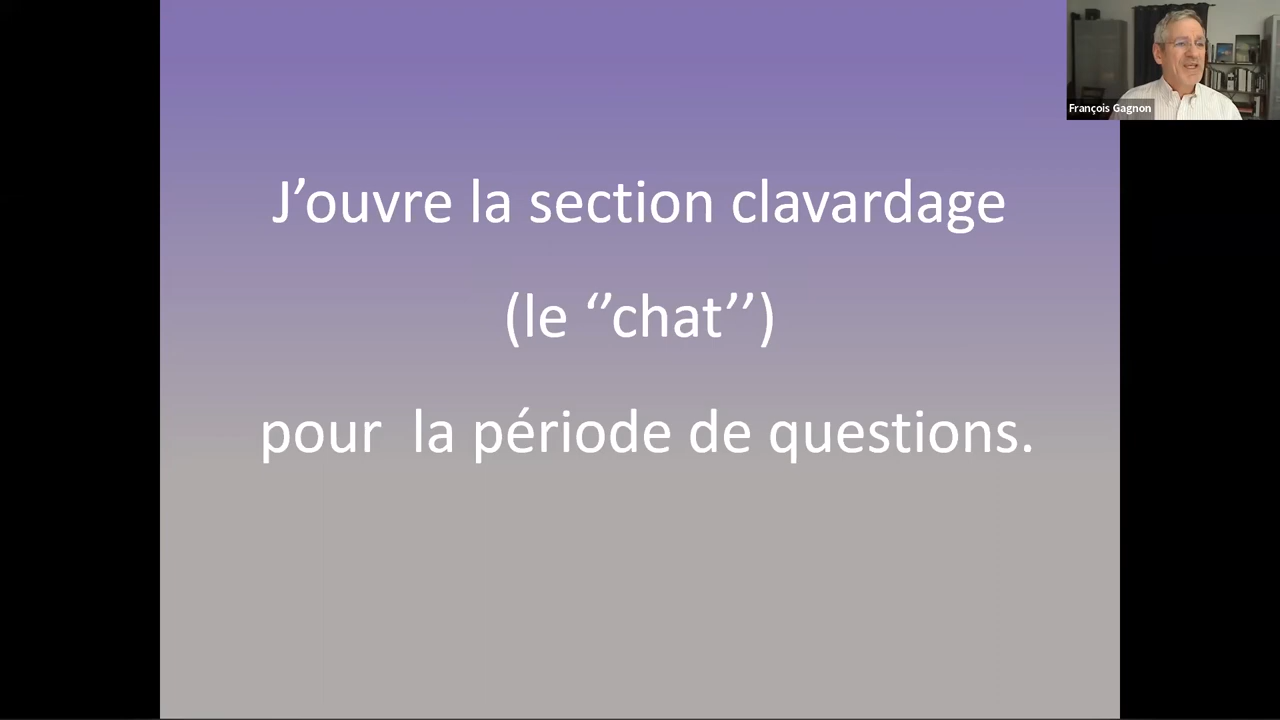 J’ouvre la section clavardage
(le ‘’chat’’)
pour  la période de questions.
François Gagnon